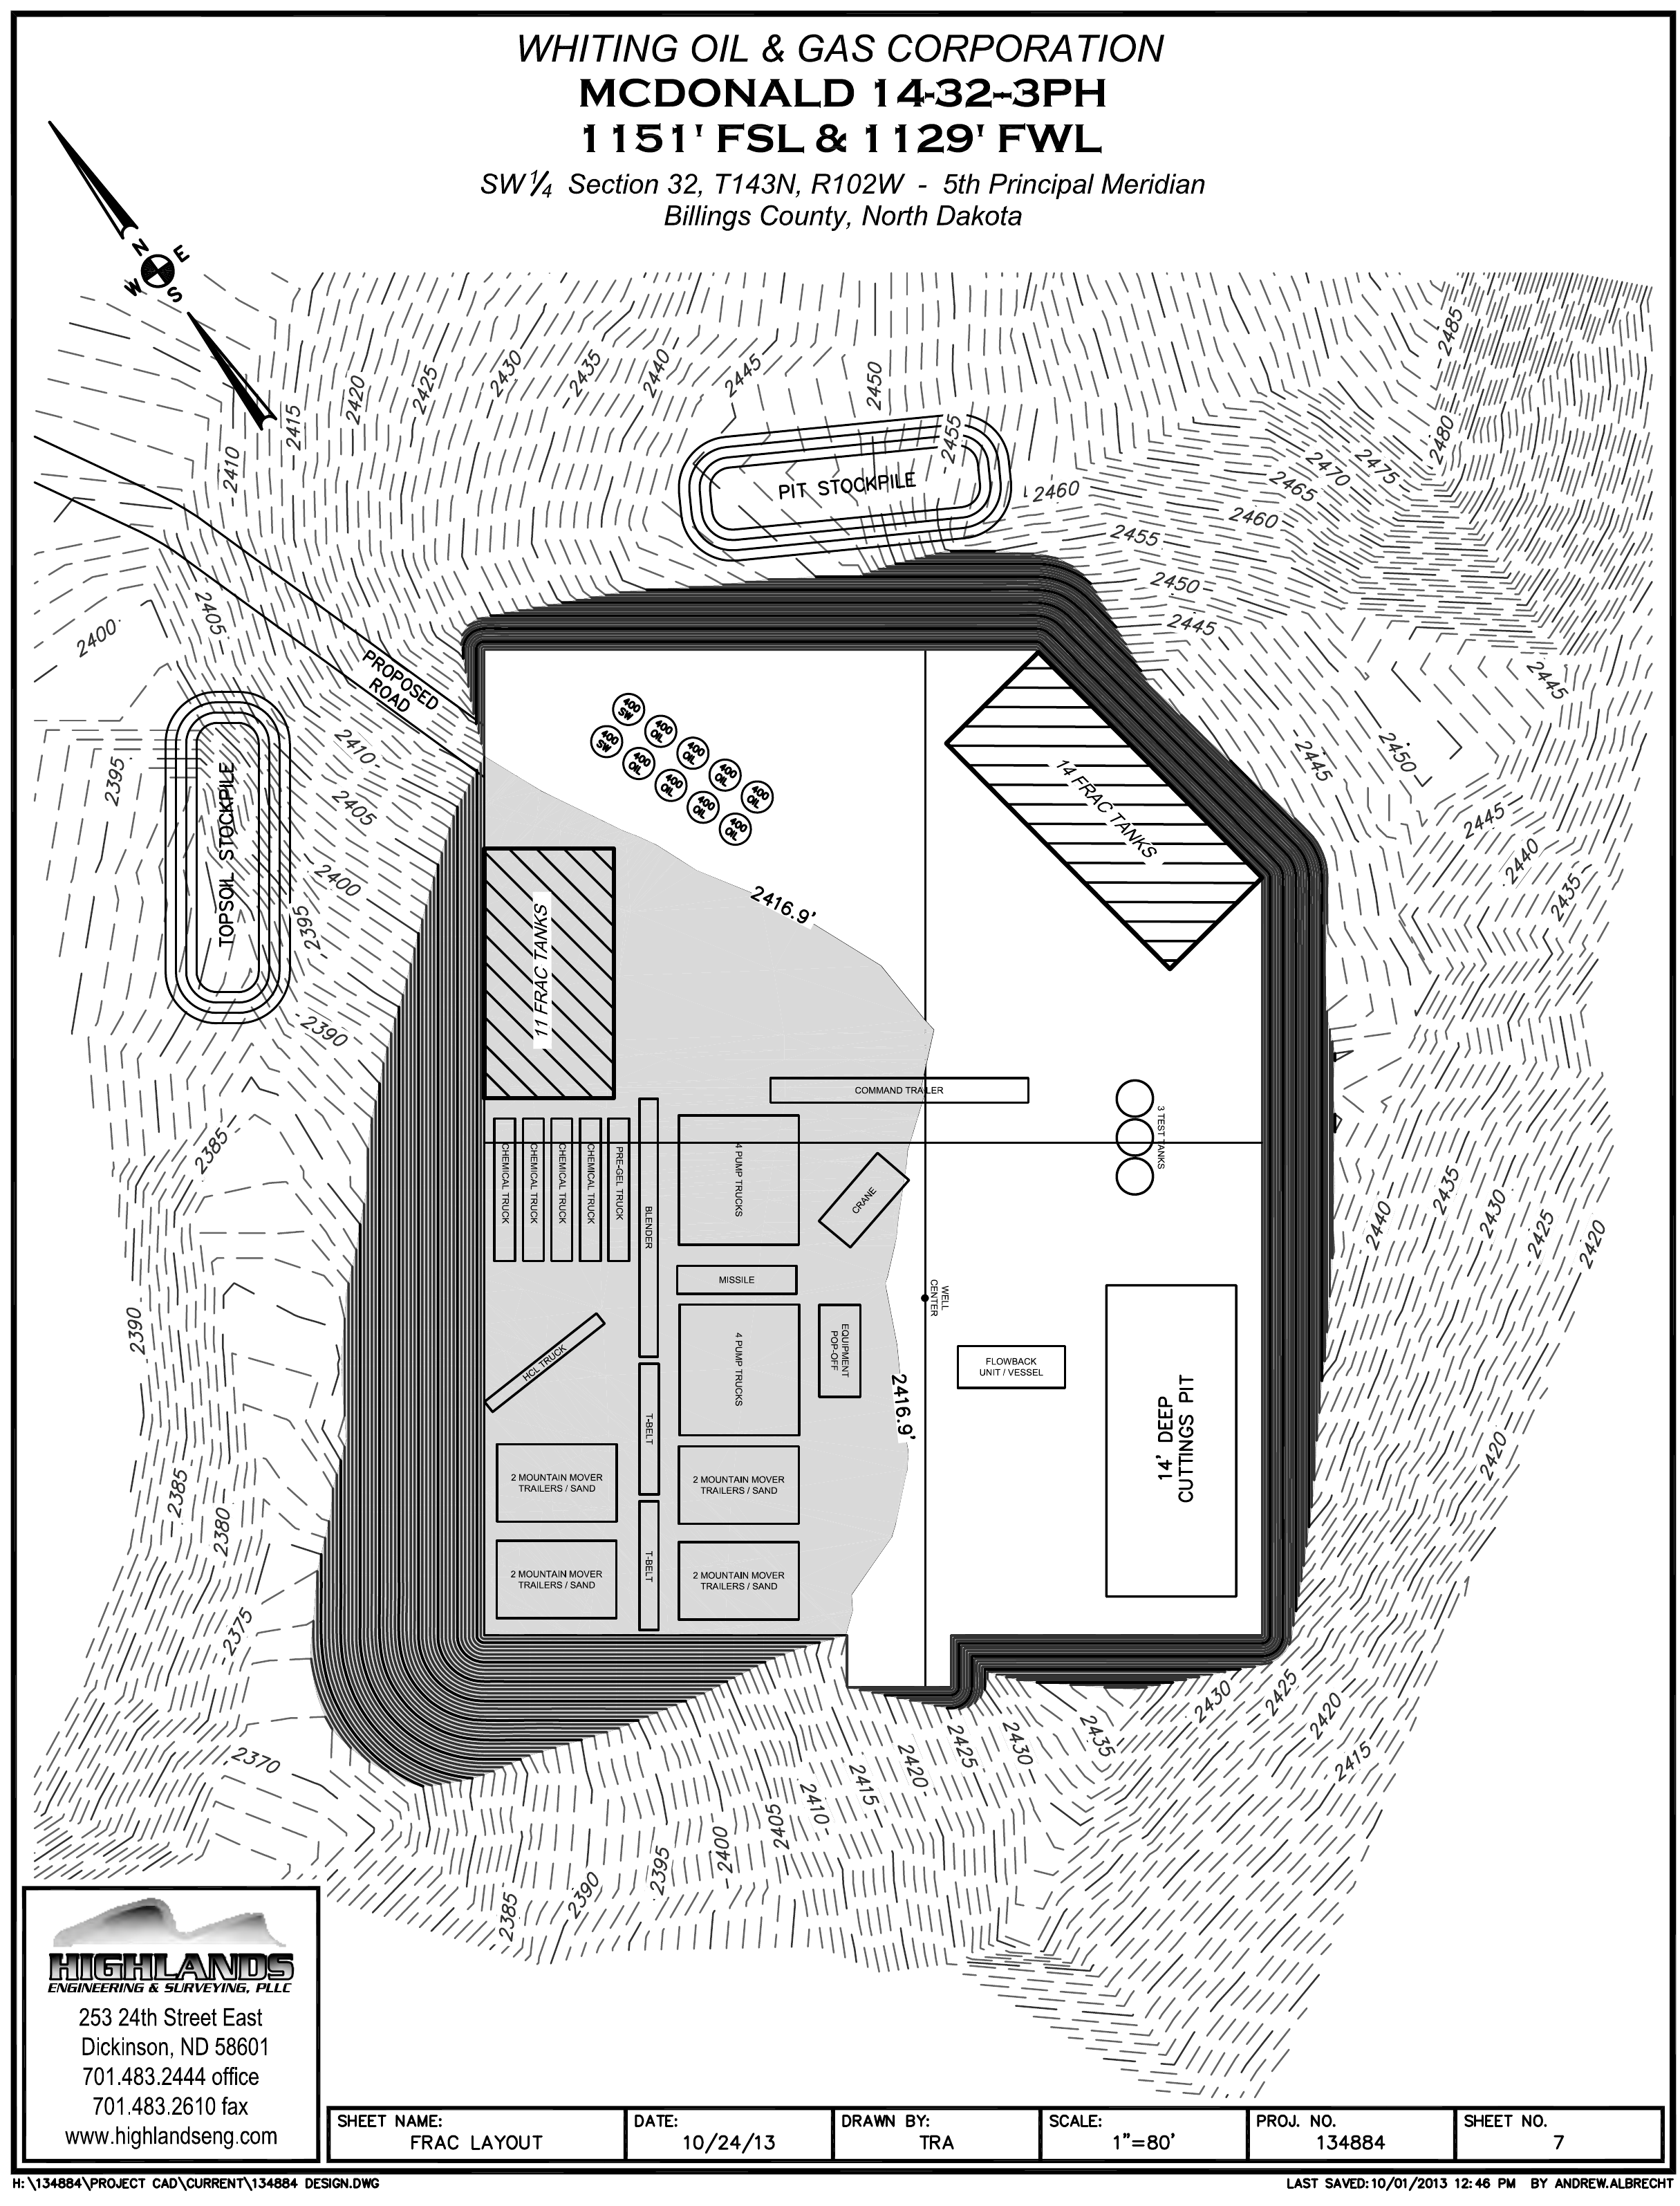 WHITING OIL & GAS CORPORATION
MCDONALD 14-32-3PH
1151' FSL & 1129' FWL
SW 1/4 Section 32, T143N, R102W - 5th Principal Meridian
Billings County, North Dakota
N
E
W
S
2485
2410
2415
2420
2425
2430
2435
2440
2445
2450
2455
2480
2475
2470
2465
2460
2460
2455
2450
2445
PIT STOCKPILE
2400
2405
PROPOSED
ROAD
2445
2395
2410
2405
2400
2395
2390
TOPSOIL STOCKPILE
400
SW
400
SW
400
OIL
400
OIL
400
OIL
400
OIL
400
OIL
400
OIL
400
OIL
400
OIL
14 FRAC TANKS
2445
2450
2445
2440
2435
2416.9'
11 FRAC TANKS
COMMAND TRAILER
3 TEST TANKS
CHEMICAL TRUCK
CHEMICAL TRUCK
CHEMICAL TRUCK
CHEMICAL TRUCK
PRE-GEL TRUCK
BLENDER
4 PUMP TRUCKS
CRANE
2385
2440
2435
2430
2425
2420
MISSILE
WELL
CENTER
2390
HCL TRUCK
4 PUMP TRUCKS
EQUIPMENT
POP-OFF
FLOWBACK
UNIT / VESSEL
2416.9'
14' DEEP
CUTTINGS PIT
T-BELT
2 MOUNTAIN MOVER
TRAILERS / SAND
2 MOUNTAIN MOVER
TRAILERS / SAND
2385
2380
2420
T-BELT
2 MOUNTAIN MOVER
TRAILERS / SAND
2 MOUNTAIN MOVER
TRAILERS / SAND
2375
2370
2430
2425
2420
2415
2385
2390
2395
2400
2405
2410
2415
2420
2425
2430
2435
HIGHLANDS
ENGINEERING & SURVEYING, PLLC
253 24th Street East
Dickinson, ND 58601
701.483.2444 office
701.483.2610 fax
www.highlandseng.com
SHEET NAME:
FRAC LAYOUT
DATE:
10/24/13
DRAWN BY:
TRA
SCALE:
1"=80'
PROJ. NO.
134884
SHEET NO.
7
H:\134884\PROJECT CAD\CURRENT\134884 DESIGN.DWG
LAST SAVED:10/01/2013 12:46 PM BY ANDREW.ALBRECHT